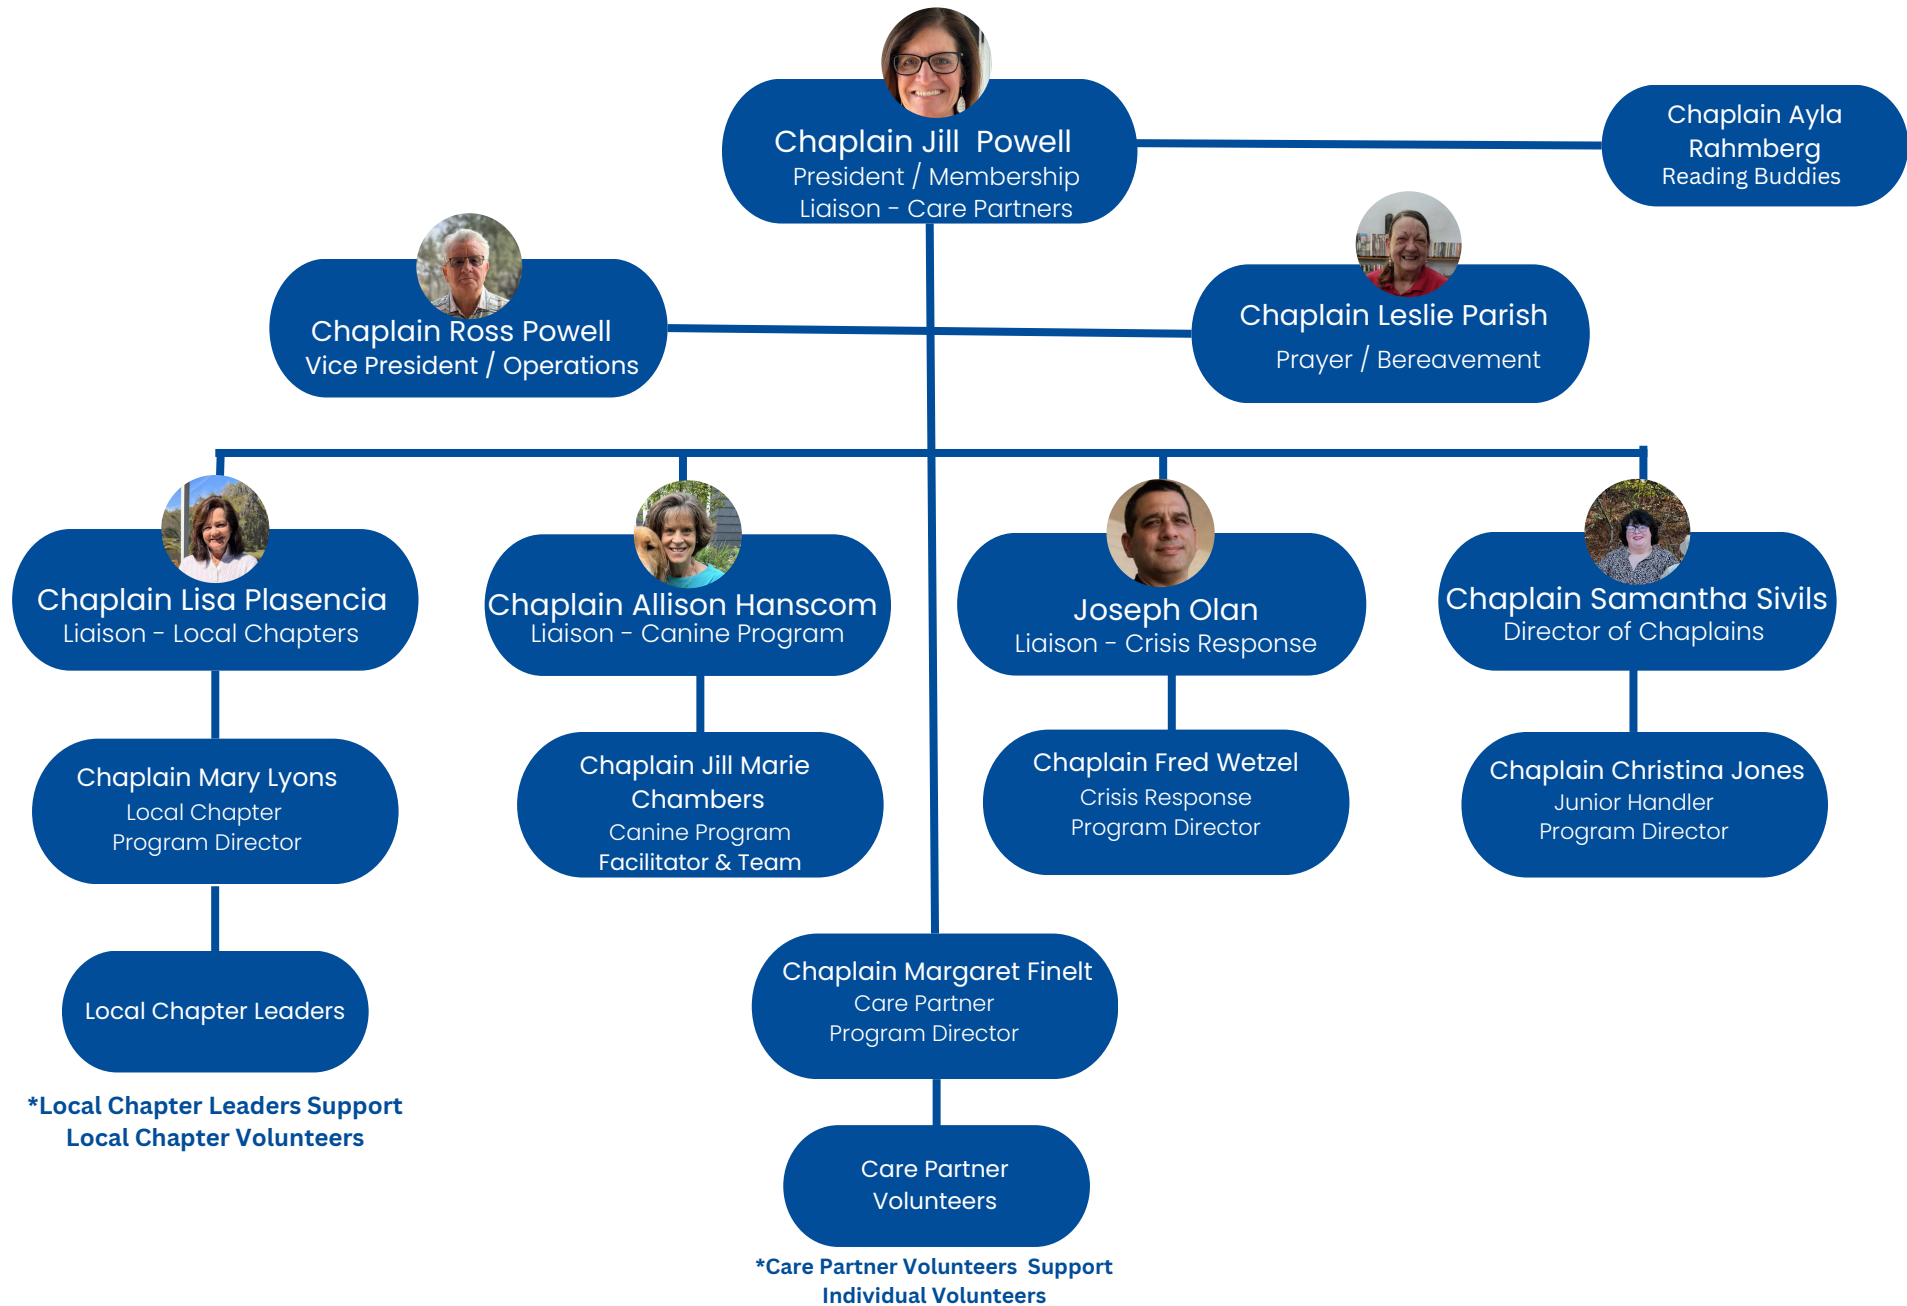 Chaplain Jill Powell
President / Membership
Liaison - Care Partners
Chaplain Ayla
Rahmberg
Reading Buddies
Chaplain Ross Powell
Vice President / Operations
Chaplain Leslie Parish
Prayer / Bereavement
Chaplain Lisa Plasencia
Liaison - Local Chapters
Chaplain Allison Hanscom
Liaison - Canine Program
Joseph Olan
Liaison - Crisis Response
Chaplain Samantha Sivils
Director of Chaplains
Chaplain Mary Lyons
Local Chapter
Program Director
Chaplain Jill Marie
Chambers
Canine Program
Facilitator & Team
Chaplain Fred Wetzel
Crisis Response
Program Director
Chaplain Christina Jones
Junior Handler
Program Director
Local Chapter Leaders
*Local Chapter Leaders Support
Local Chapter Volunteers
Chaplain Margaret Finelt
Care Partner
Program Director
Care Partner
Volunteers
*Care Partner Volunteers Support
Individual Volunteers